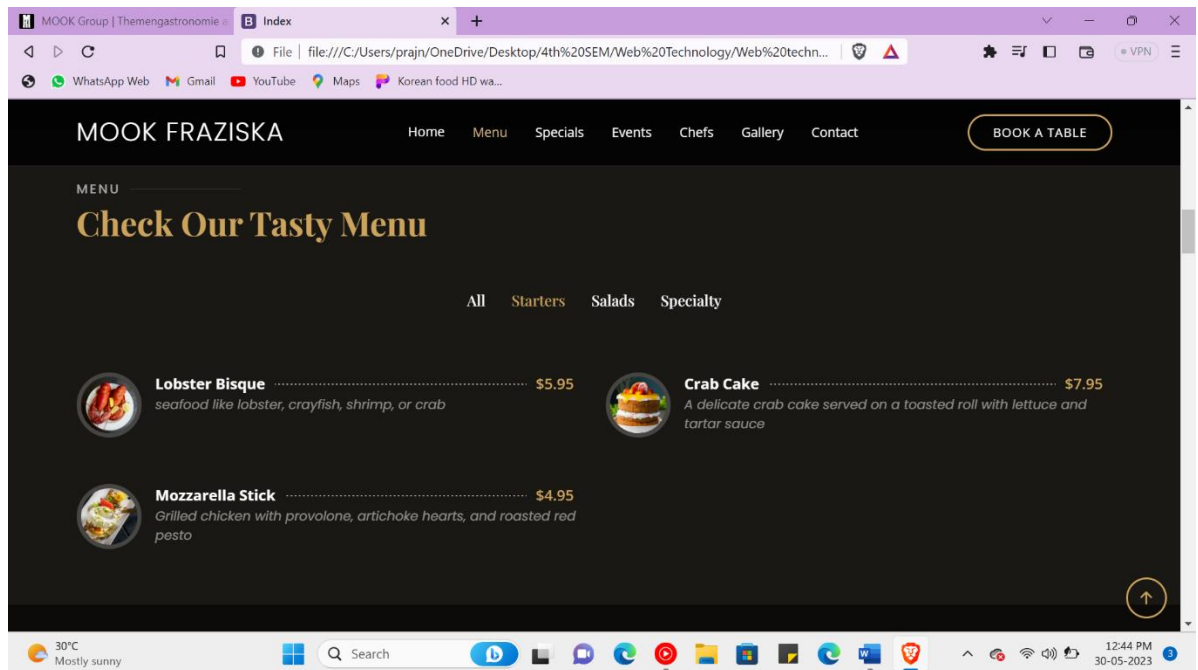 MOOK Group | Themengastronomie a
B Index
File file:///C:/Users/prajn/OneDrive/Desktop/4th%20SEM/Web%20Technology/Web%20techn...
VPN
WhatsApp Web Gmail YouTube Maps Korean food HD wa...
MOOK FRAZISKA Home Menu Specials Events Chefs Gallery Contact BOOK A TABLE
MENU
Check Our Tasty Menu
All Starters Salads Specialty
Lobster Bisque $5.95
seafood like lobster, crayfish, shrimp, or crab
Crab Cake $7.95
A delicate crab cake served on a toasted roll with lettuce and
tartar sauce
Mozzarella Stick $4.95
Grilled chicken with provolone, artichoke hearts, and roasted red
pesto
30°C
Mostly sunny
Search
12:44 PM
30-05-2023
3